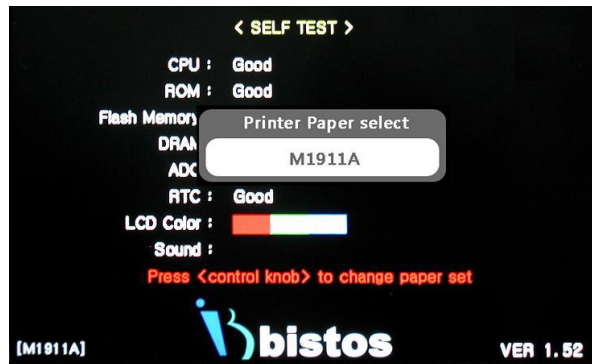 < SELF TEST >
CPU : Good
ROM : Good
Flash Memory
DRAM
ADC
Printer Paper select
M1911A
RTC : Good
LCD Color :
Sound :
Press <control knob> to change paper set
bistos
[M1911A]
VER 1.52